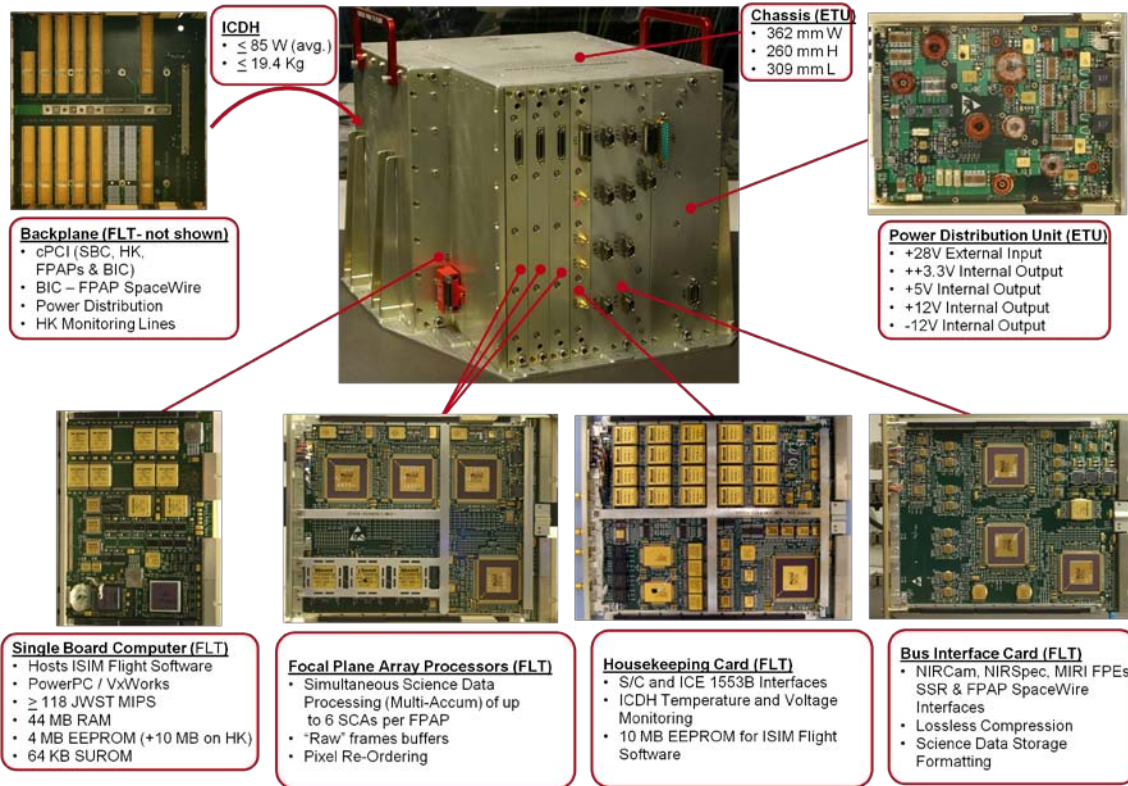 ICDH
• < 85 W (avg.)
• < 19.4 Kg
Chassis (ETU)
• 362 mm W
• 260 mm H
• 309 mm L
Backplane (FLT- not shown)
• cPCI (SBC, HK,
FPAPs & BIC)
• BIC – FPAP SpaceWire
• Power Distribution
• HK Monitoring Lines
Power Distribution Unit (ETU)
• +28V External Input
• ++3.3V Internal Output
• +5V Internal Output
• +12V Internal Output
• -12V Internal Output
Single Board Computer (FLT)
• Hosts ISIM Flight Software
• PowerPC / VxWorks
• > 118 JWST MIPS
• 44 MB RAM
• 4 MB EEPROM (+10 MB on HK)
• 64 KB SUROM
Focal Plane Array Processors (FLT)
• Simultaneous Science Data
Processing (Multi-Accum) of up
to 6 SCAs per FPAP
• “Raw” frames buffers
• Pixel Re-Ordering
Housekeeping Card (FLT)
• S/C and ICE 1553B Interfaces
• ICDH Temperature and Voltage
Monitoring
• 10 MB EEPROM for ISIM Flight
Software
Bus Interface Card (FLT)
• NIRCam, NIRSpec, MIRI FPEs,
SSR & FPAP SpaceWire
Interfaces
• Lossless Compression
• Science Data Storage
Formatting